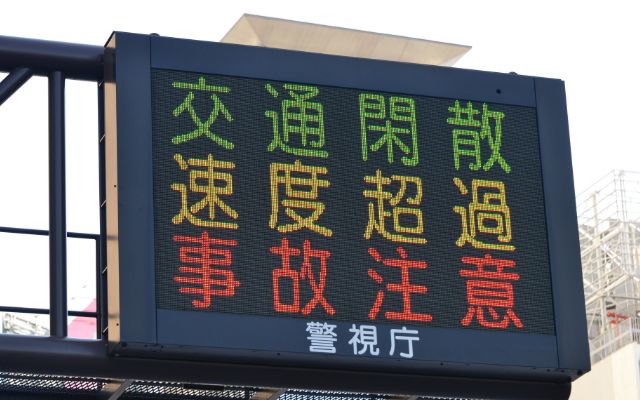 交通閑散
速度超過
事故注意
警視庁